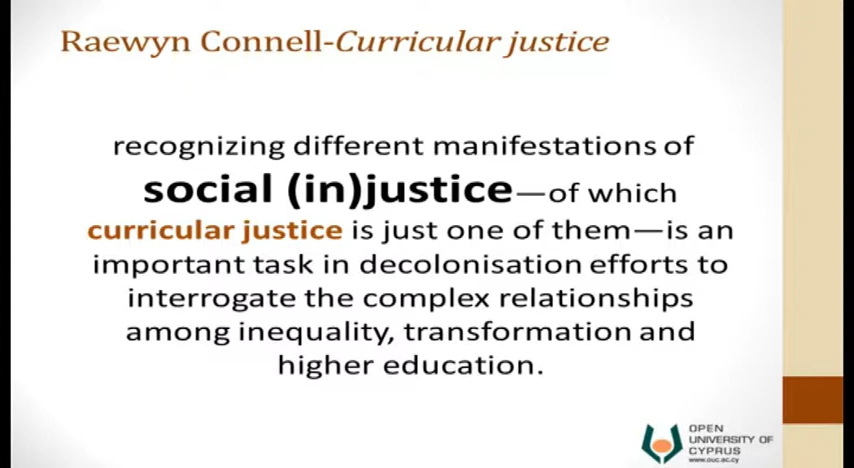 Raewyn Connell-Curricular justice
recognizing different manifestations of
social (in)justice—of which
curricular justice is just one of them—is an
important task in decolonisation efforts to
interrogate the complex relationships
among inequality, transformation and
higher education.
OPEN
UNIVERSITY OF
CYPRUS
www.ouc.ac.cy